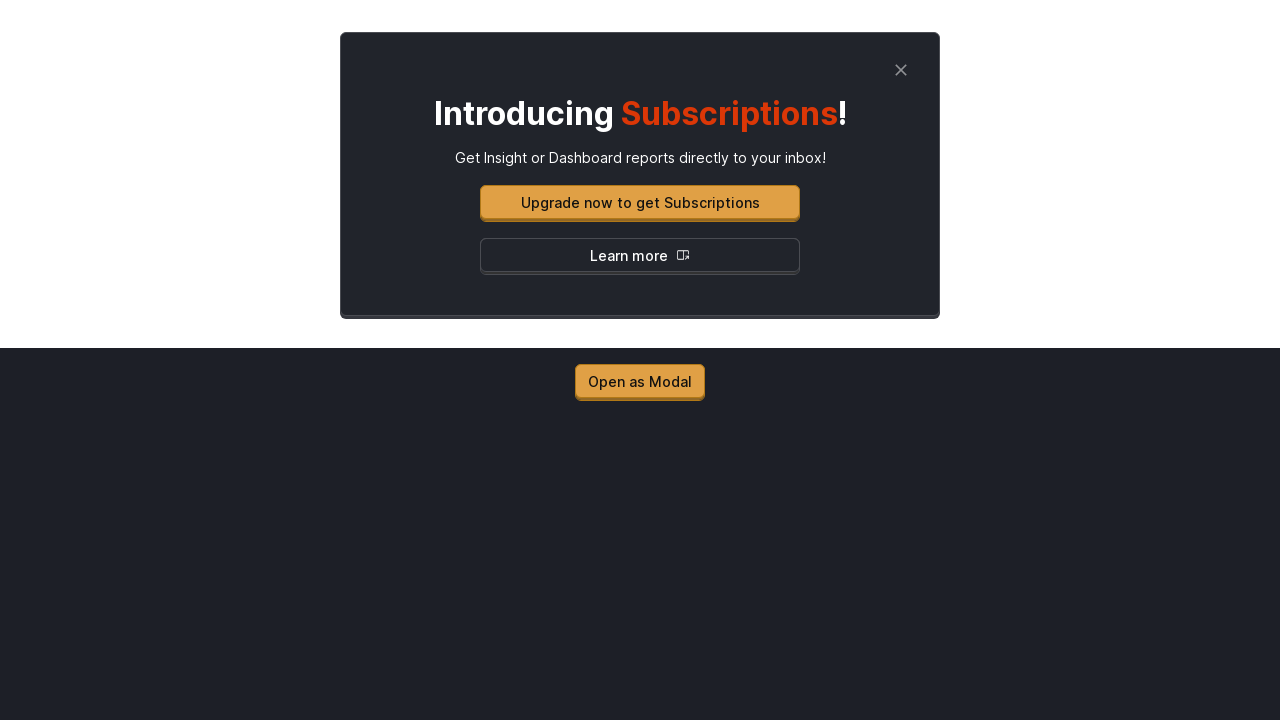 Introducing Subscriptions!
Get Insight or Dashboard reports directly to your inbox!
Upgrade now to get Subscriptions
Learn more
Open as Modal